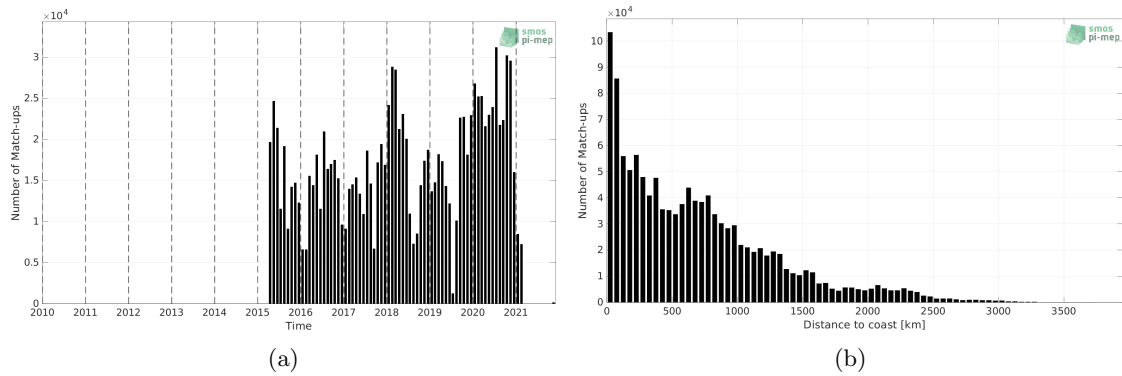 ×10⁴
smos
pi-mep
3
2.5
2
1.5
1
0.5
0
Number of Match-ups
2010 2011 2012 2013 2014 2015 2016 2017 2018 2019 2020 2021
Time
(a)
×10⁴
smos
pi-mep
10
9
8
7
6
5
4
3
2
1
0
Number of Match-ups
0 500 1000 1500 2000 2500 3000 3500
Distance to coast [km]
(b)